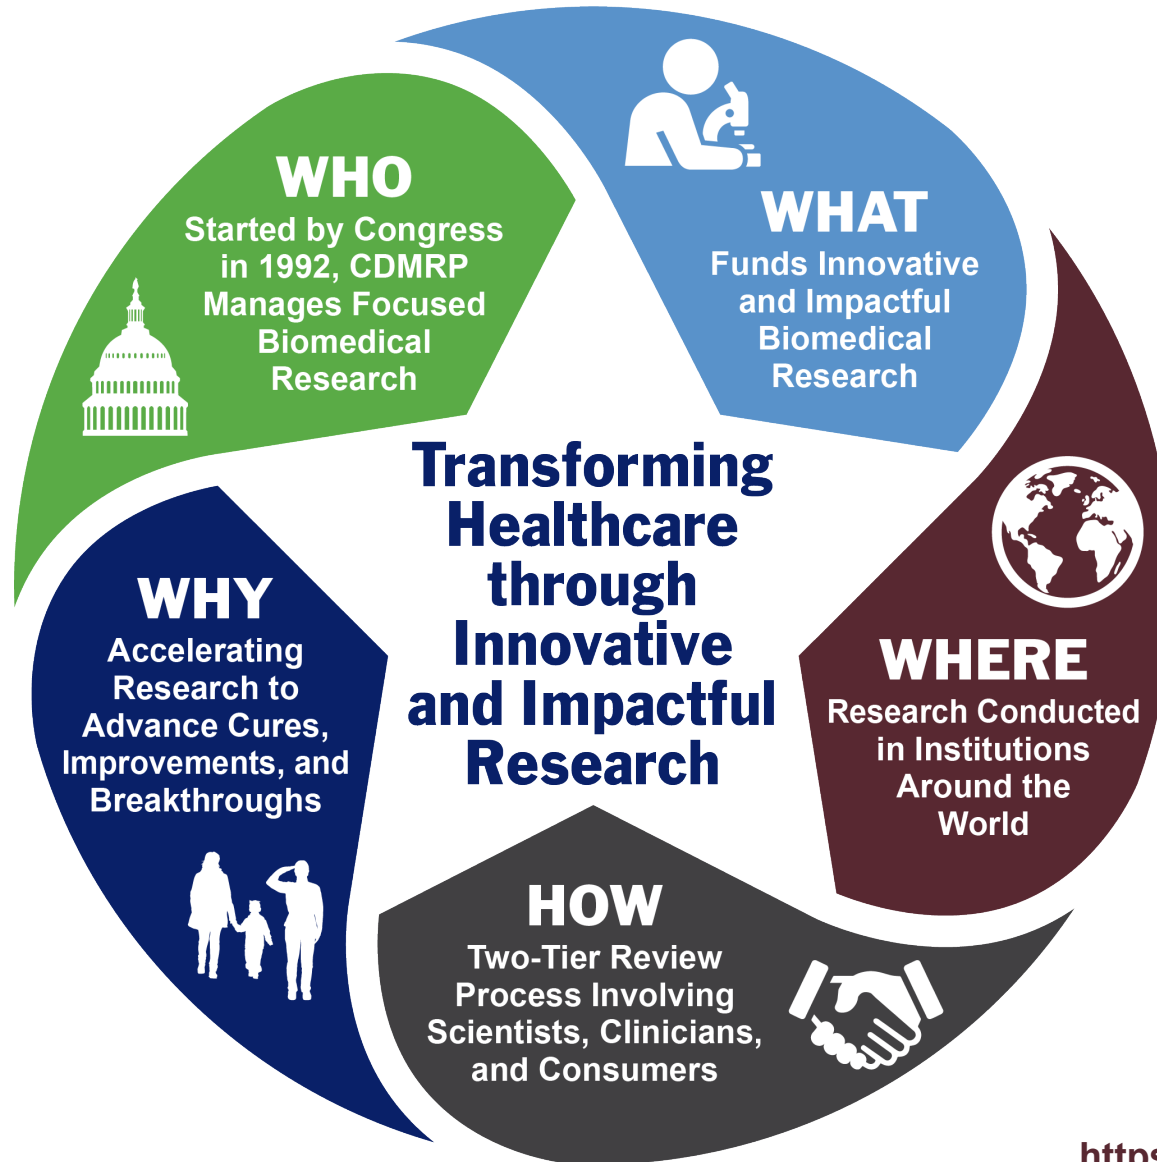 WHO
Started by Congress
in 1992, CDMRP
Manages Focused
Biomedical
Research
WHAT
Funds Innovative
and Impactful
Biomedical
Research
WHERE
Research Conducted
in Institutions
Around the
World
HOW
Two-Tier Review
Process Involving
Scientists, Clinicians,
and Consumers
WHY
Accelerating
Research to
Advance Cures,
Improvements, and
Breakthroughs
Transforming
Healthcare
through
Innovative
and Impactful
Research